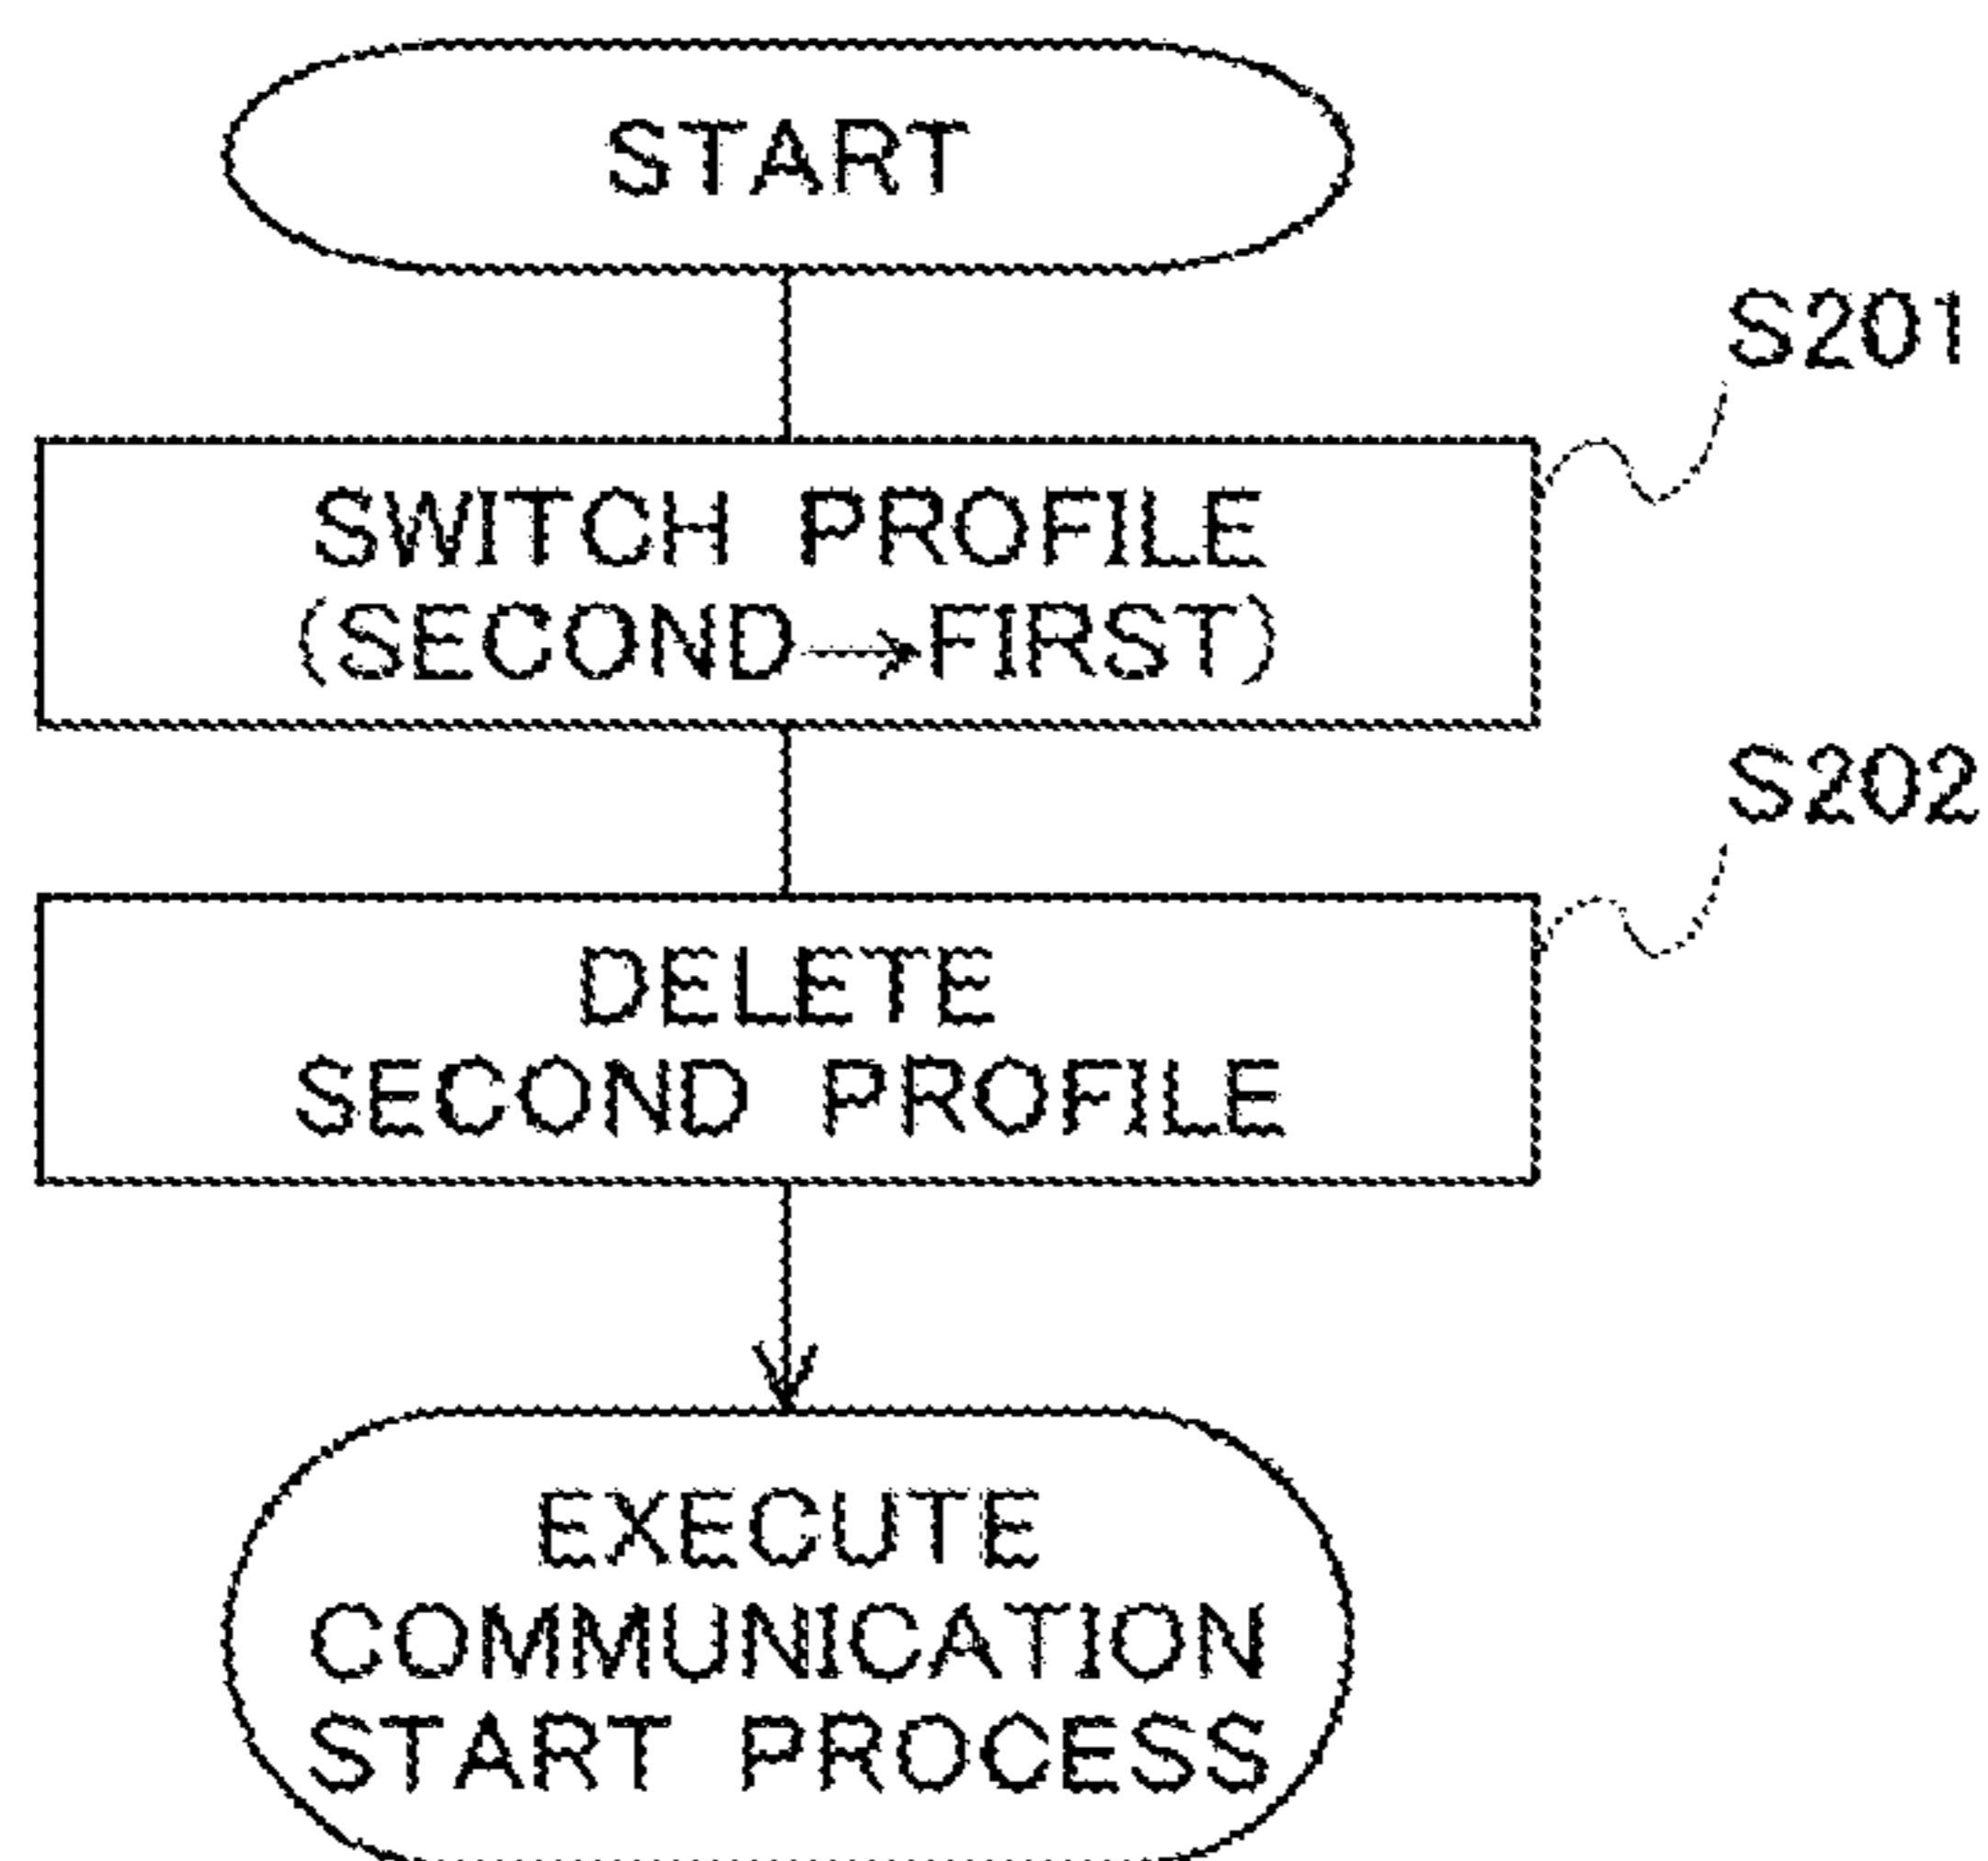 START
S201
SWITCH PROFILE
(SECOND→FIRST)
S202
DELETE
SECOND PROFILE
EXECUTE
COMMUNICATION
START PROCESS